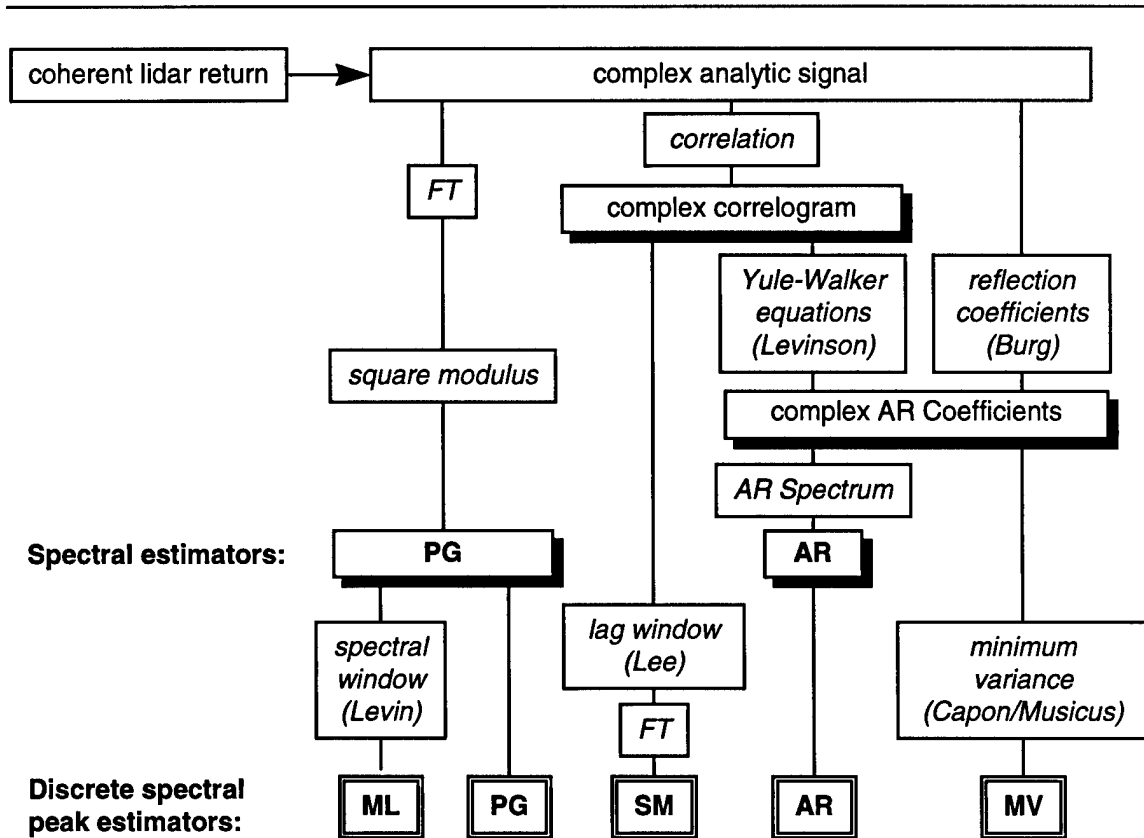 coherent lidar return
complex analytic signal
correlation
FT
complex correlogram
Yule-Walker
equations
(Levinson)
reflection
coefficients
(Burg)
square modulus
complex AR Coefficients
AR Spectrum
Spectral estimators:
PG
AR
spectral
window
(Levin)
lag window
(Lee)
minimum
variance
(Capon/Musicus)
FT
Discrete spectral
peak estimators:
ML
PG
SM
AR
MV